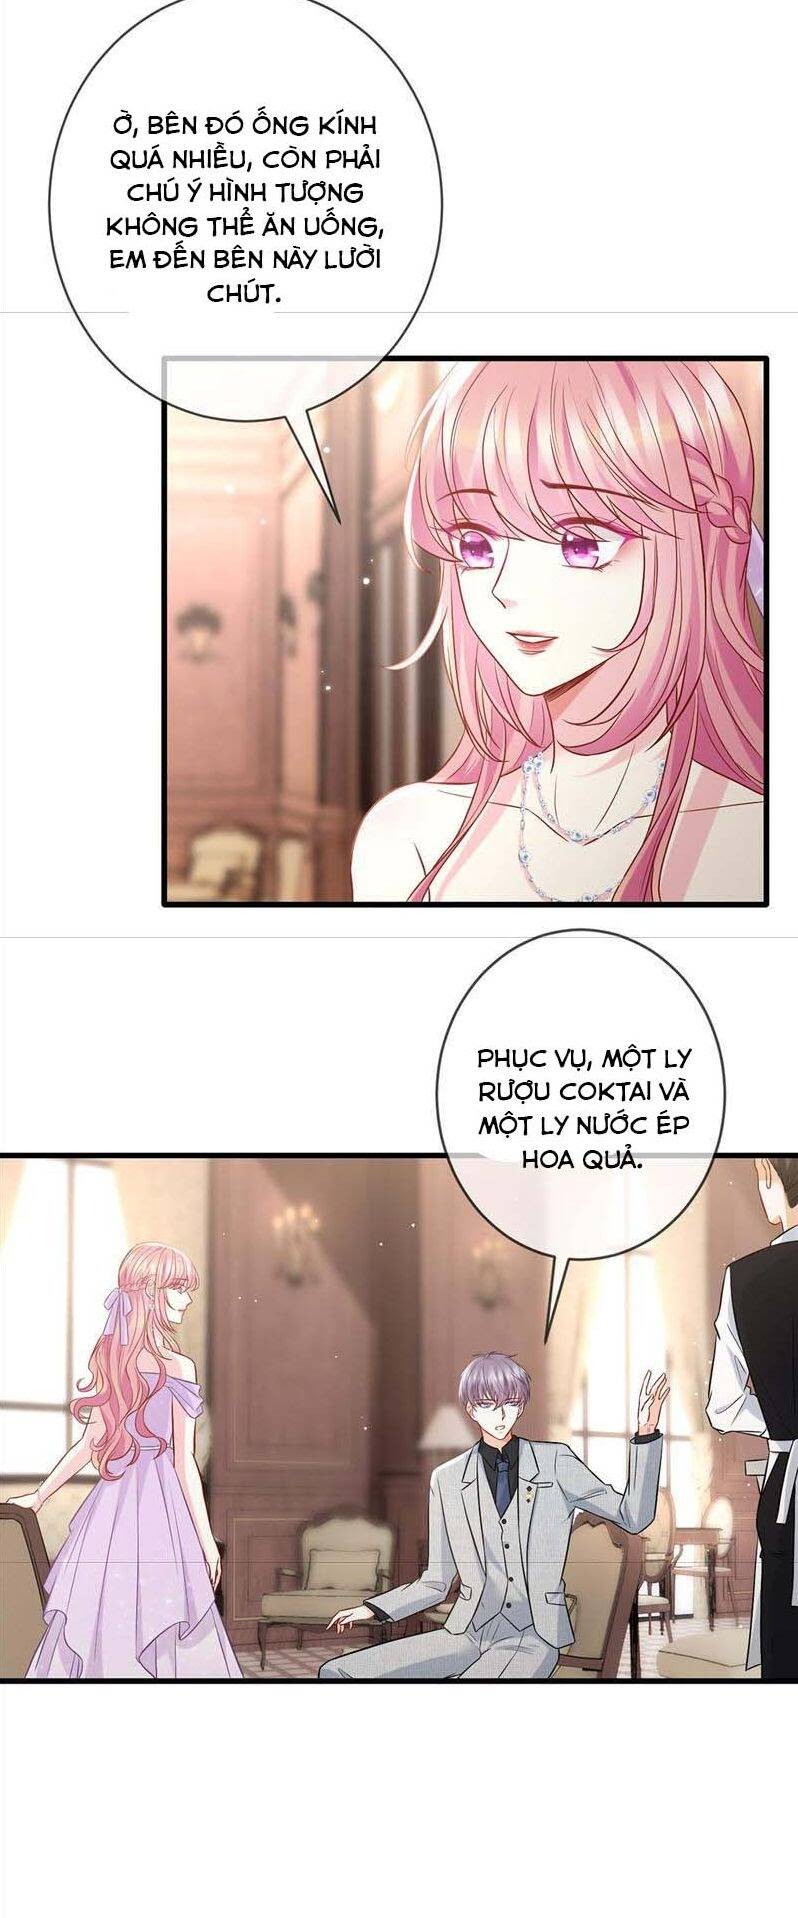 Ờ, BÊN ĐÓ ỐNG KÍNH
QUÁ NHIỀU, CÒN PHẢI
CHÚ Ý HÌNH TƯỢNG
KHÔNG THỂ ĂN UỐNG,
EM ĐẾN BÊN NÀY LƯỜI
CHÚT.
PHỤC VỤ, MỘT LY
RƯỢU COKTAI VÀ
MỘT LY NƯỚC ÉP
HOA QUẢ.